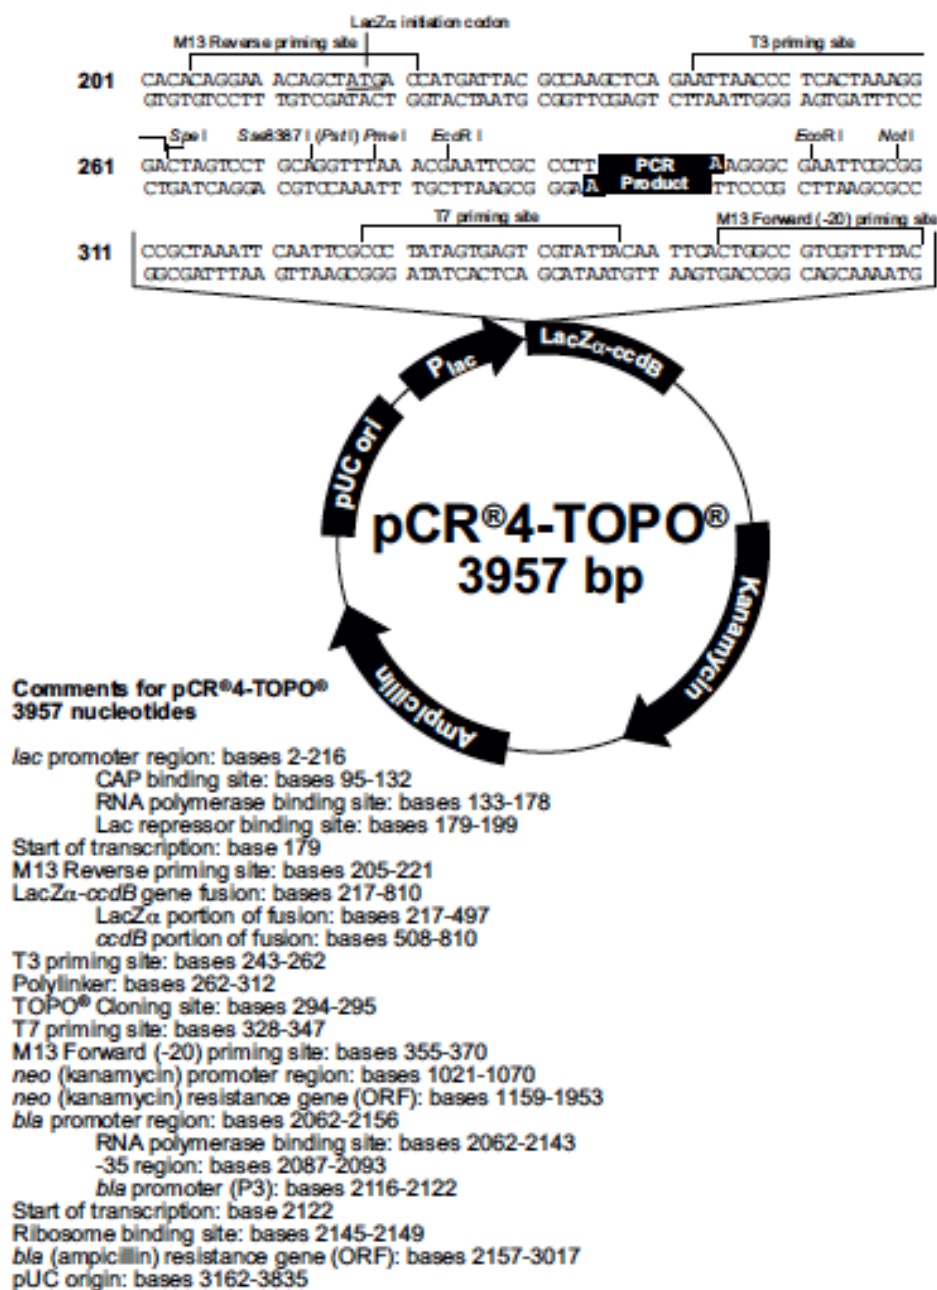 LacZα initiation codon
M13 Reverse priming site
T3 priming site
201 CACACAGGAA ACAGCTATGA CCATGATTAC GCCAAGCTCA GAATTAACCC TCACTAAAGG
GTGTGTCCTT TGTCGATACT GGTACTAATG CGGTTCGAGT CTTAATTGGG AGTGATTTCC
Spe I Sse8387 I (Pst I) Pme I EcoR I EcoR I Not I
261 GACTAGTCCT GCAGGTTTAA ACGAATTCGC CCTT PCR Product AAGGGC GAATTCGCGG
CTGATCAGGA CGTCCAAATT TGCTTAAGCG GGAA TTCCCG CTTAAGCGCC
T7 priming site
M13 Forward (-20) priming site
311 CCGCTAAATT CAATTCGCCC TATAGTGAGT CGTATTACAA TTCACTGGCC GTCGTTTTAC
GGCGATTTAA GTTAAGCGGG ATATCACTCA GCATAATGTT AAGTGACCGG CAGCAAAATG
Plac
LacZα-ccdB
pUC ori
pCR®4-TOPO®
3957 bp
Kanamycin
Ampicillin
Comments for pCR®4-TOPO®
3957 nucleotides
lac promoter region: bases 2-216
CAP binding site: bases 95-132
RNA polymerase binding site: bases 133-178
Lac repressor binding site: bases 179-199
Start of transcription: base 179
M13 Reverse priming site: bases 205-221
LacZα-ccdB gene fusion: bases 217-810
LacZα portion of fusion: bases 217-497
ccdB portion of fusion: bases 508-810
T3 priming site: bases 243-262
Polylinker: bases 262-312
TOPO® Cloning site: bases 294-295
T7 priming site: bases 328-347
M13 Forward (-20) priming site: bases 355-370
neo (kanamycin) promoter region: bases 1021-1070
neo (kanamycin) resistance gene (ORF): bases 1159-1953
bla promoter region: bases 2062-2156
RNA polymerase binding site: bases 2062-2143
-35 region: bases 2087-2093
bla promoter (P3): bases 2116-2122
Start of transcription: base 2122
Ribosome binding site: bases 2145-2149
bla (ampicillin) resistance gene (ORF): bases 2157-3017
pUC origin: bases 3162-3835